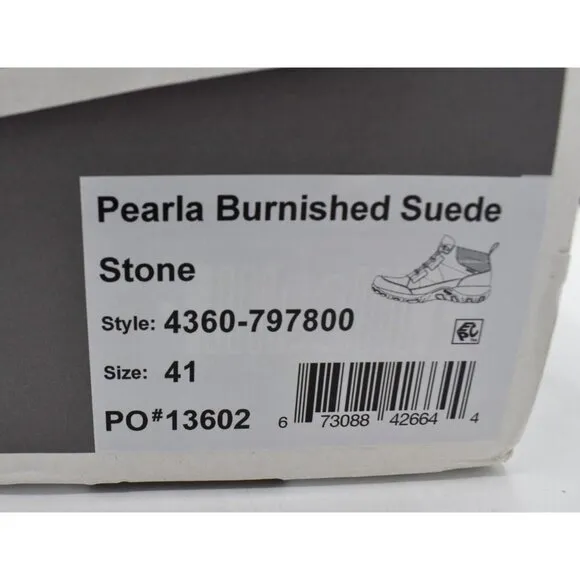 Pearla Burnished Suede
Stone
Style: 4360-797800
Size: 41
PO#13602
6 73088 42664 4